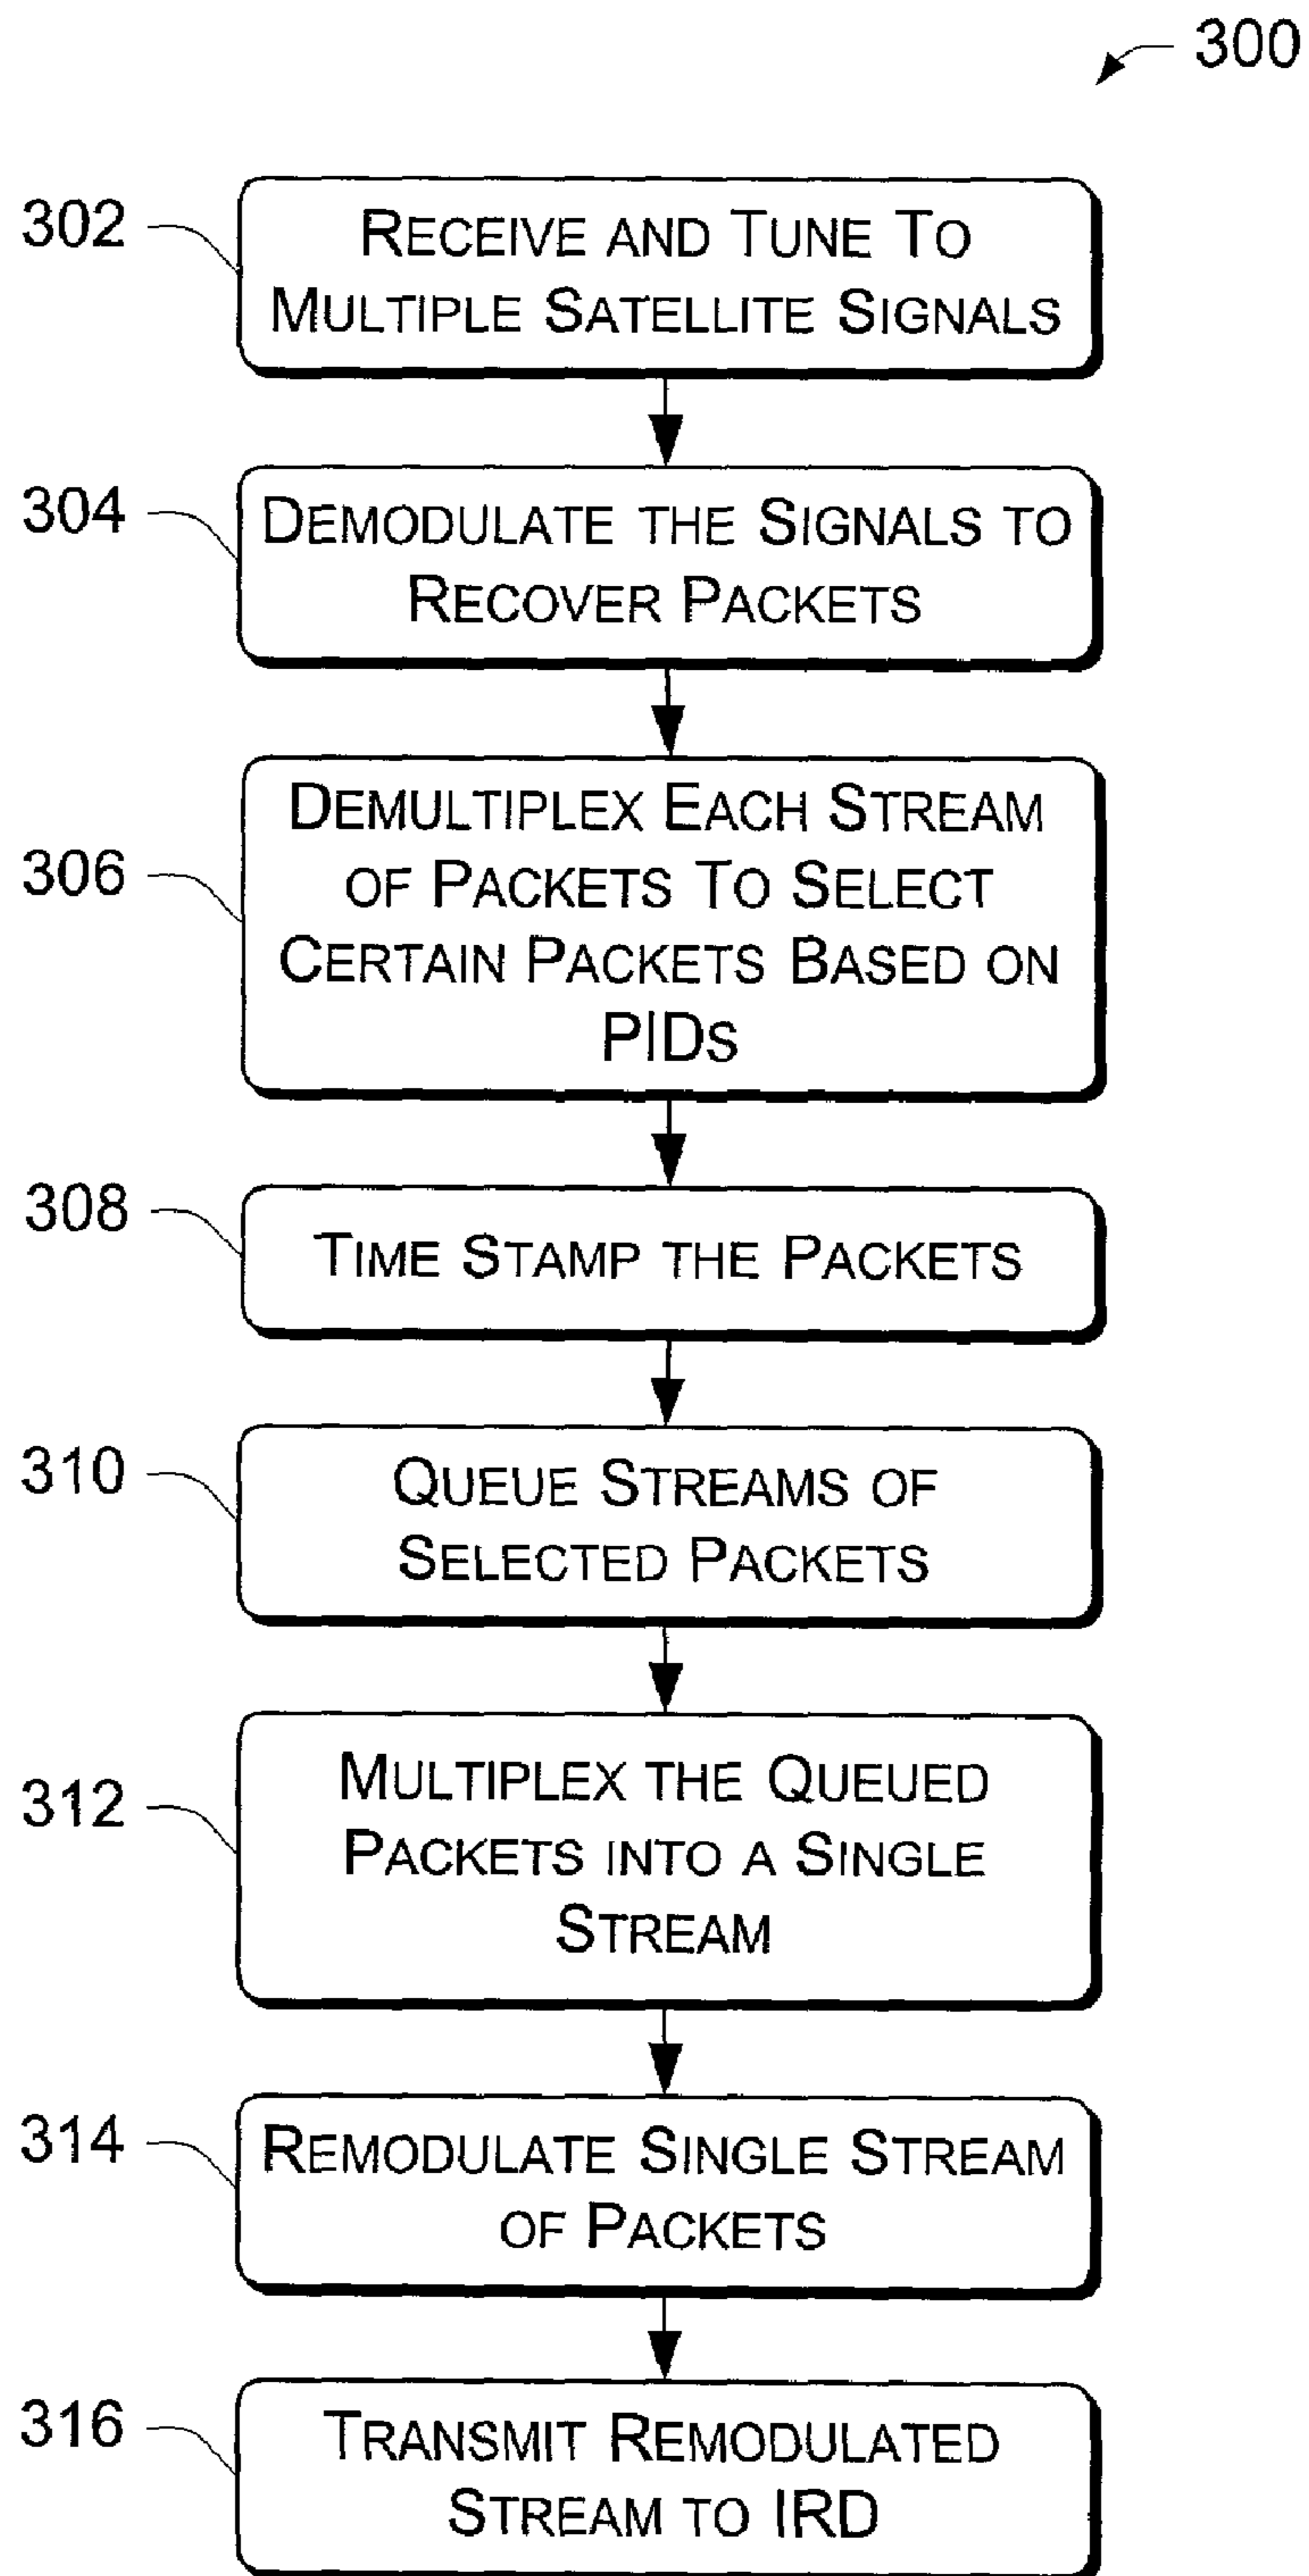 300
302
RECEIVE AND TUNE TO
MULTIPLE SATELLITE SIGNALS
304
DEMODULATE THE SIGNALS TO
RECOVER PACKETS
306
DEMULTIPLEX EACH STREAM
OF PACKETS TO SELECT
CERTAIN PACKETS BASED ON
PIDS
308
TIME STAMP THE PACKETS
310
QUEUE STREAMS OF
SELECTED PACKETS
312
MULTIPLEX THE QUEUED
PACKETS INTO A SINGLE
STREAM
314
REMODULATE SINGLE STREAM
OF PACKETS
316
TRANSMIT REMODULATED
STREAM TO IRD